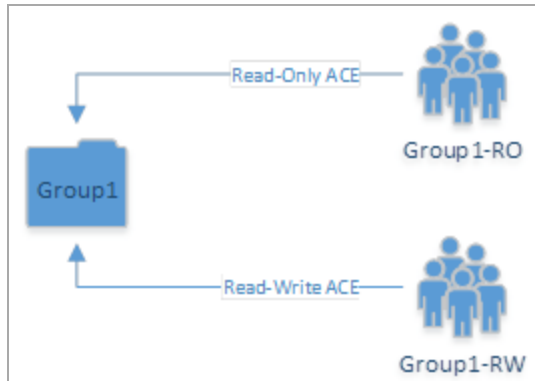 Read-Only ACE
Group1-RO
Group1
Read-Write ACE
Group1-RW